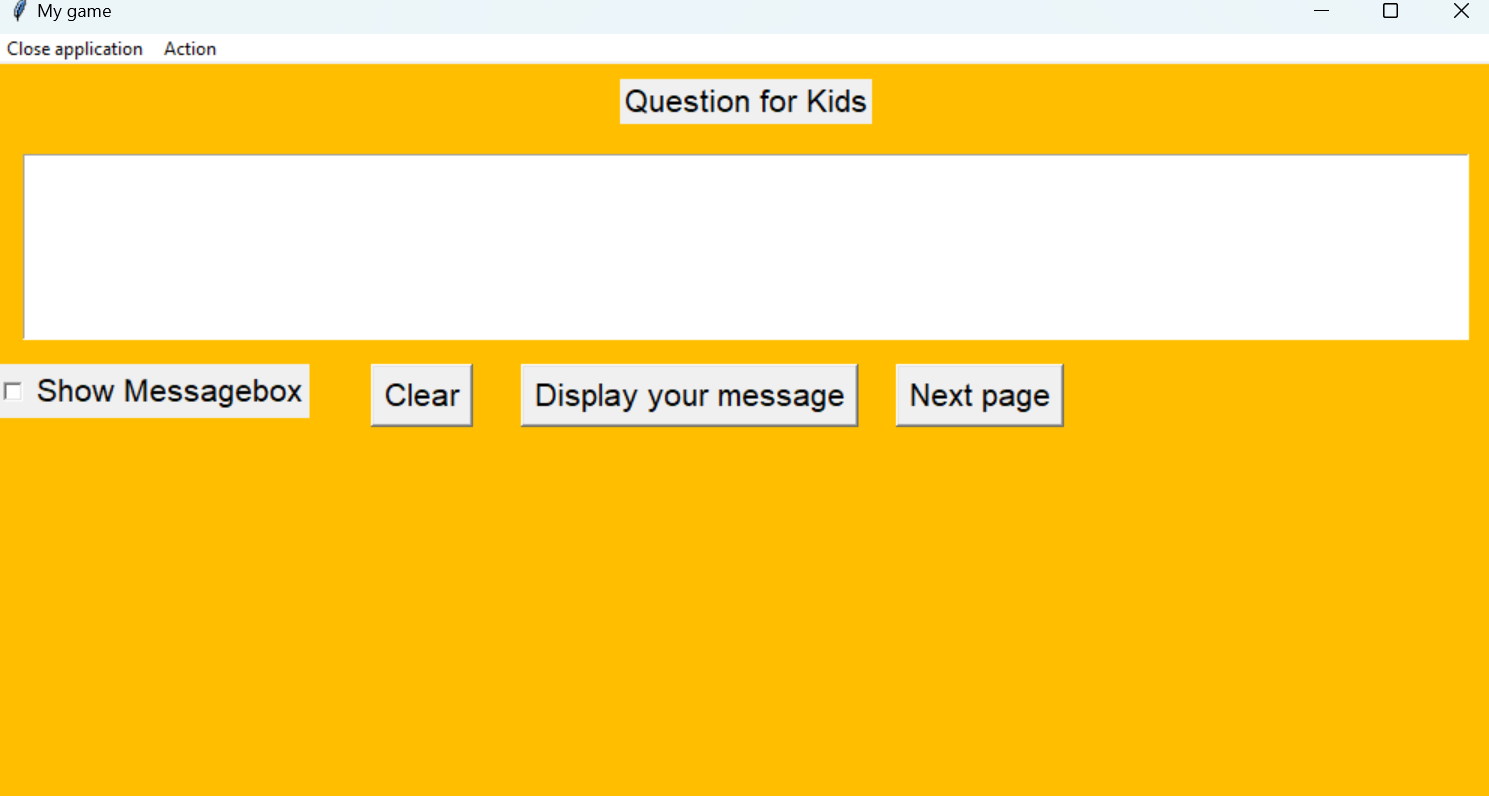 My game
Close application Action
Question for Kids
Show Messagebox Clear Display your message Next page